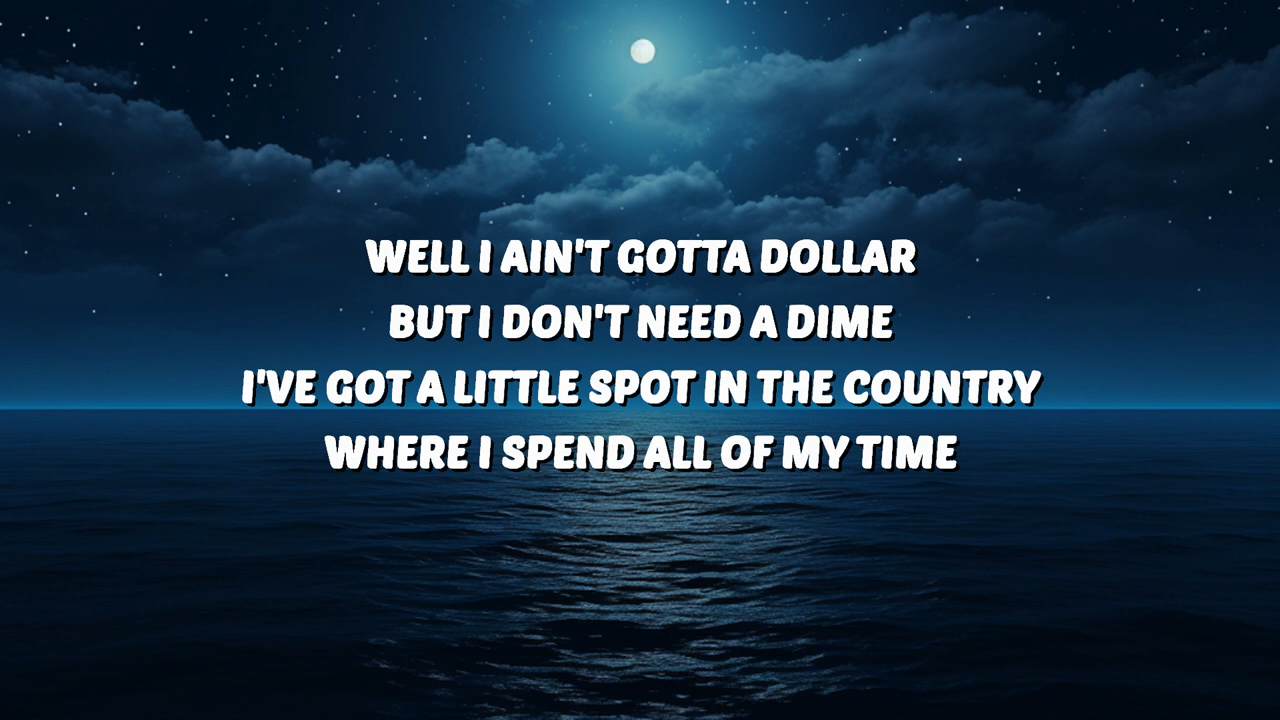 WELL I AIN'T GOTTA DOLLAR
BUT I DON'T NEED A DIME
I'VE GOT A LITTLE SPOT IN THE COUNTRY
WHERE I SPEND ALL OF MY TIME